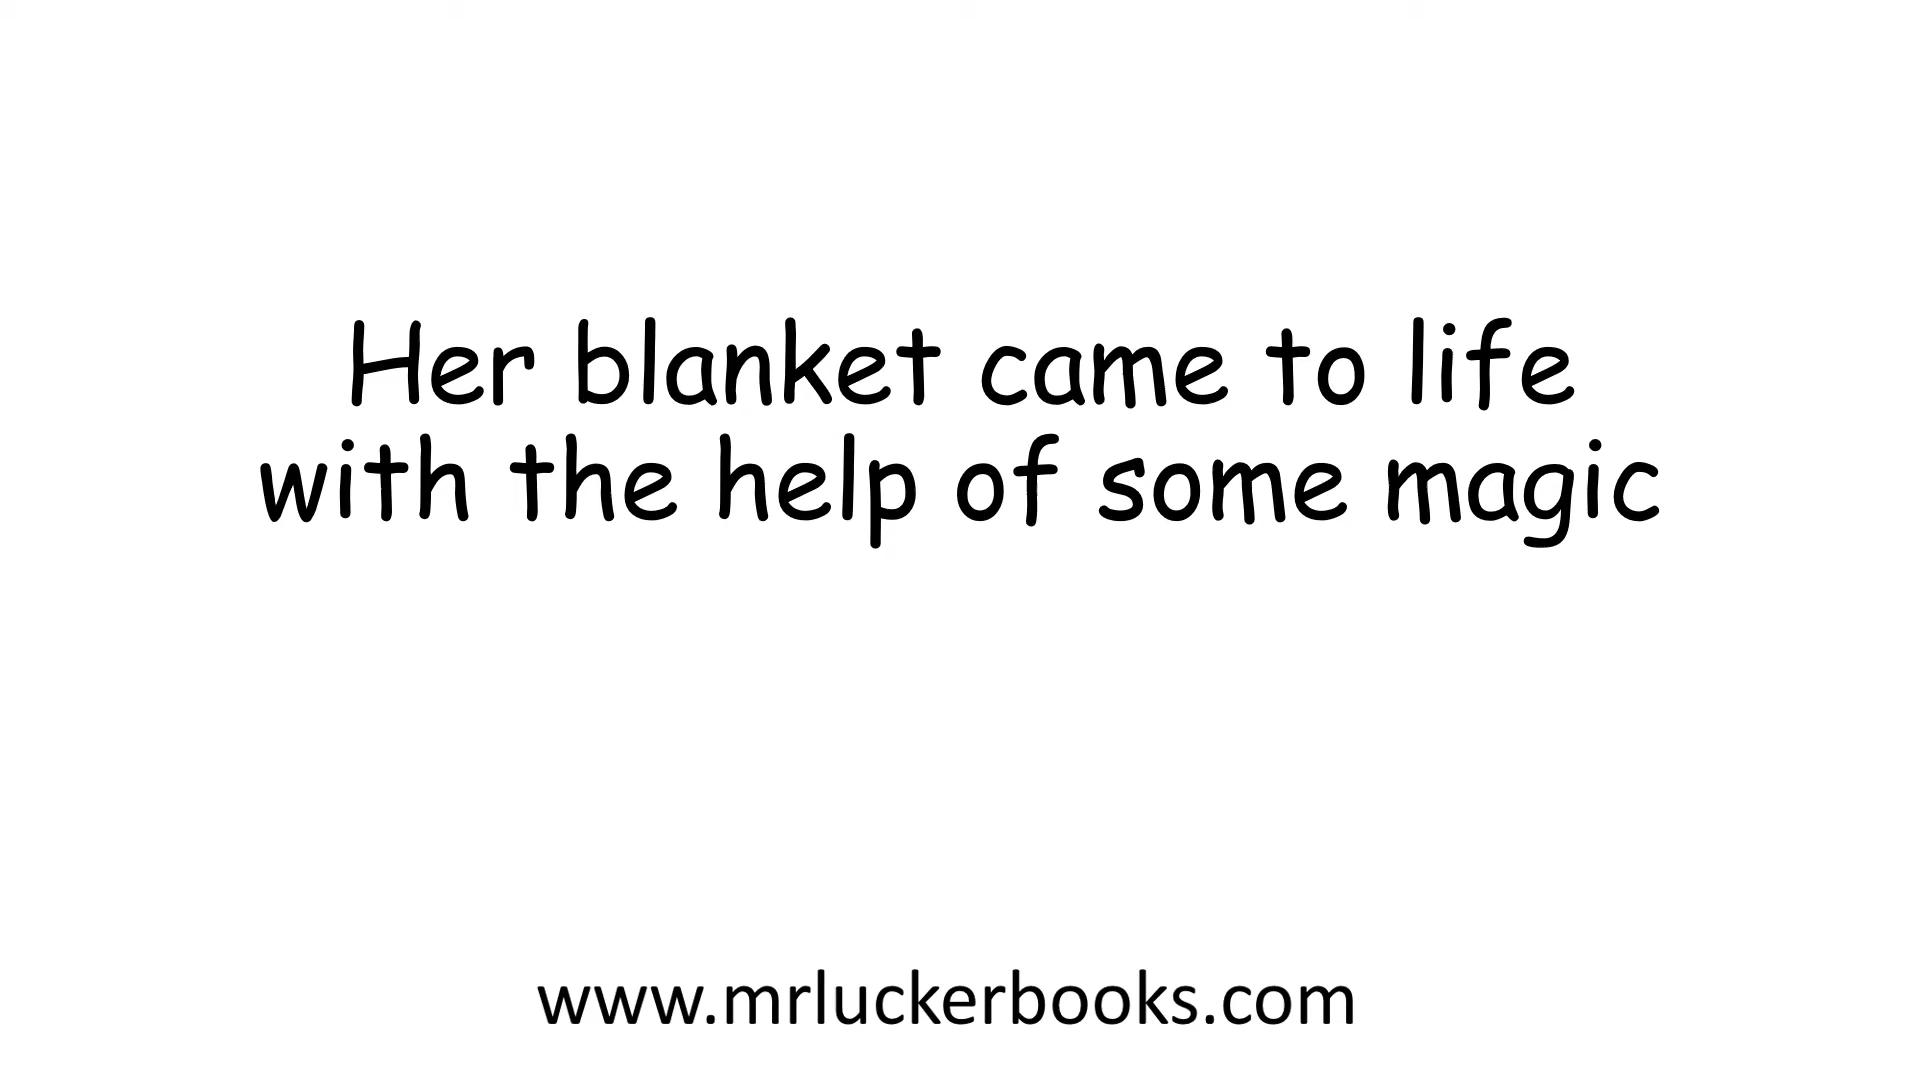 Her blanket came to life
with the help of some magic
www.mrluckerbooks.com